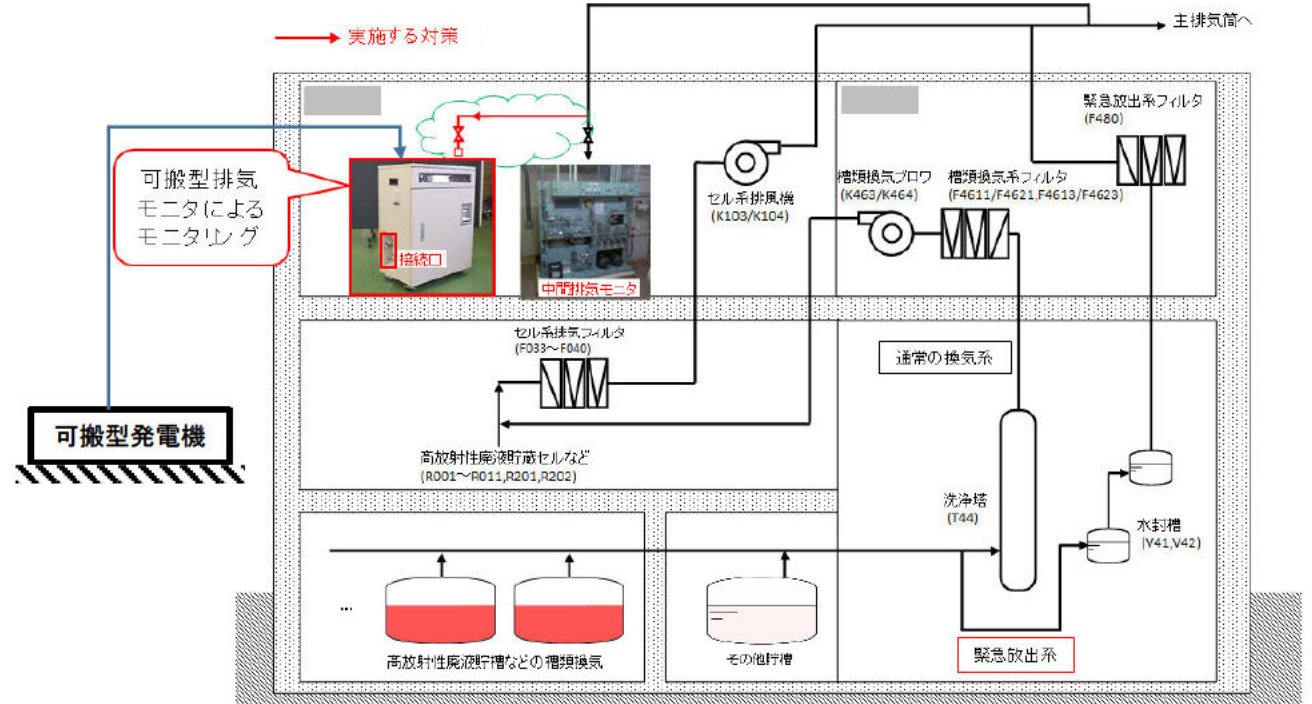 実施する対策
主排気筒へ
緊急放出系フィルタ
(F480)
可搬型排気
モニタによる
モニタリング
接続口
中間排気モニタ
セル系排風機
(K103/K104)
槽類換気ブロワ
(K463/K464)
槽類換気系フィルタ
(F4611/F4621,F4613/F4623)
セル系排気フィルタ
(F033~F040)
通常の換気系
可搬型発電機
高放射性廃液貯蔵セルなど
(R001~R011,R201,R202)
洗浄塔
(T44)
水封槽
(V41,V42)
…
高放射性廃液貯槽などの槽類換気
その他貯槽
緊急放出系